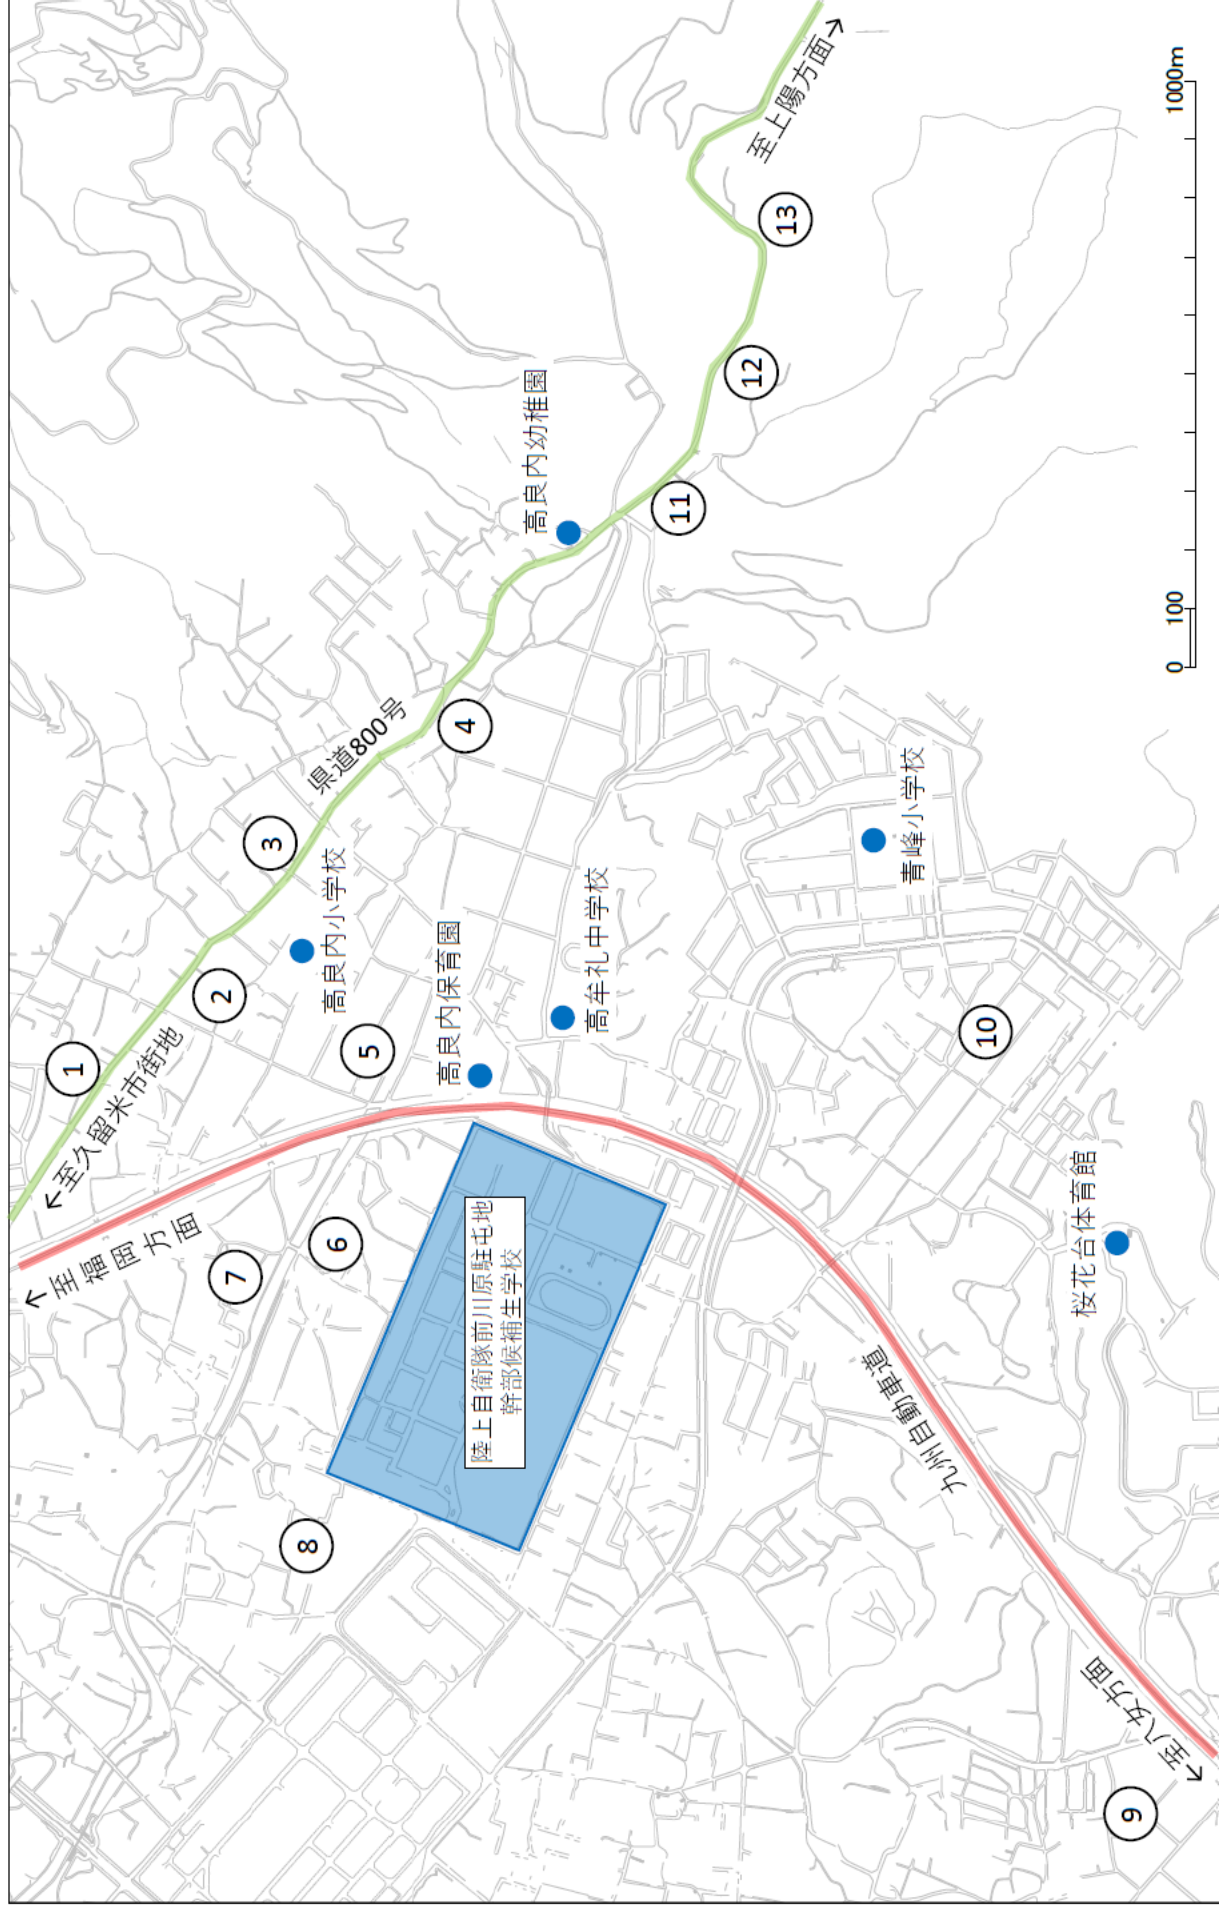 ←至福岡方面
←至久留米市街地
①
②
③
県道800号
高良内小学校
④
⑤
高良内保育園
高牟礼中学校
高良内幼稚園
⑥
⑦
⑧
陸上自衛隊前川原駐屯地
幹部候補生学校
⑪
⑫
⑬
至上陽方面→
青峰小学校
⑩
桜花台体育館
九州自動車道
←至八女方面
⑨
0 100 1000m